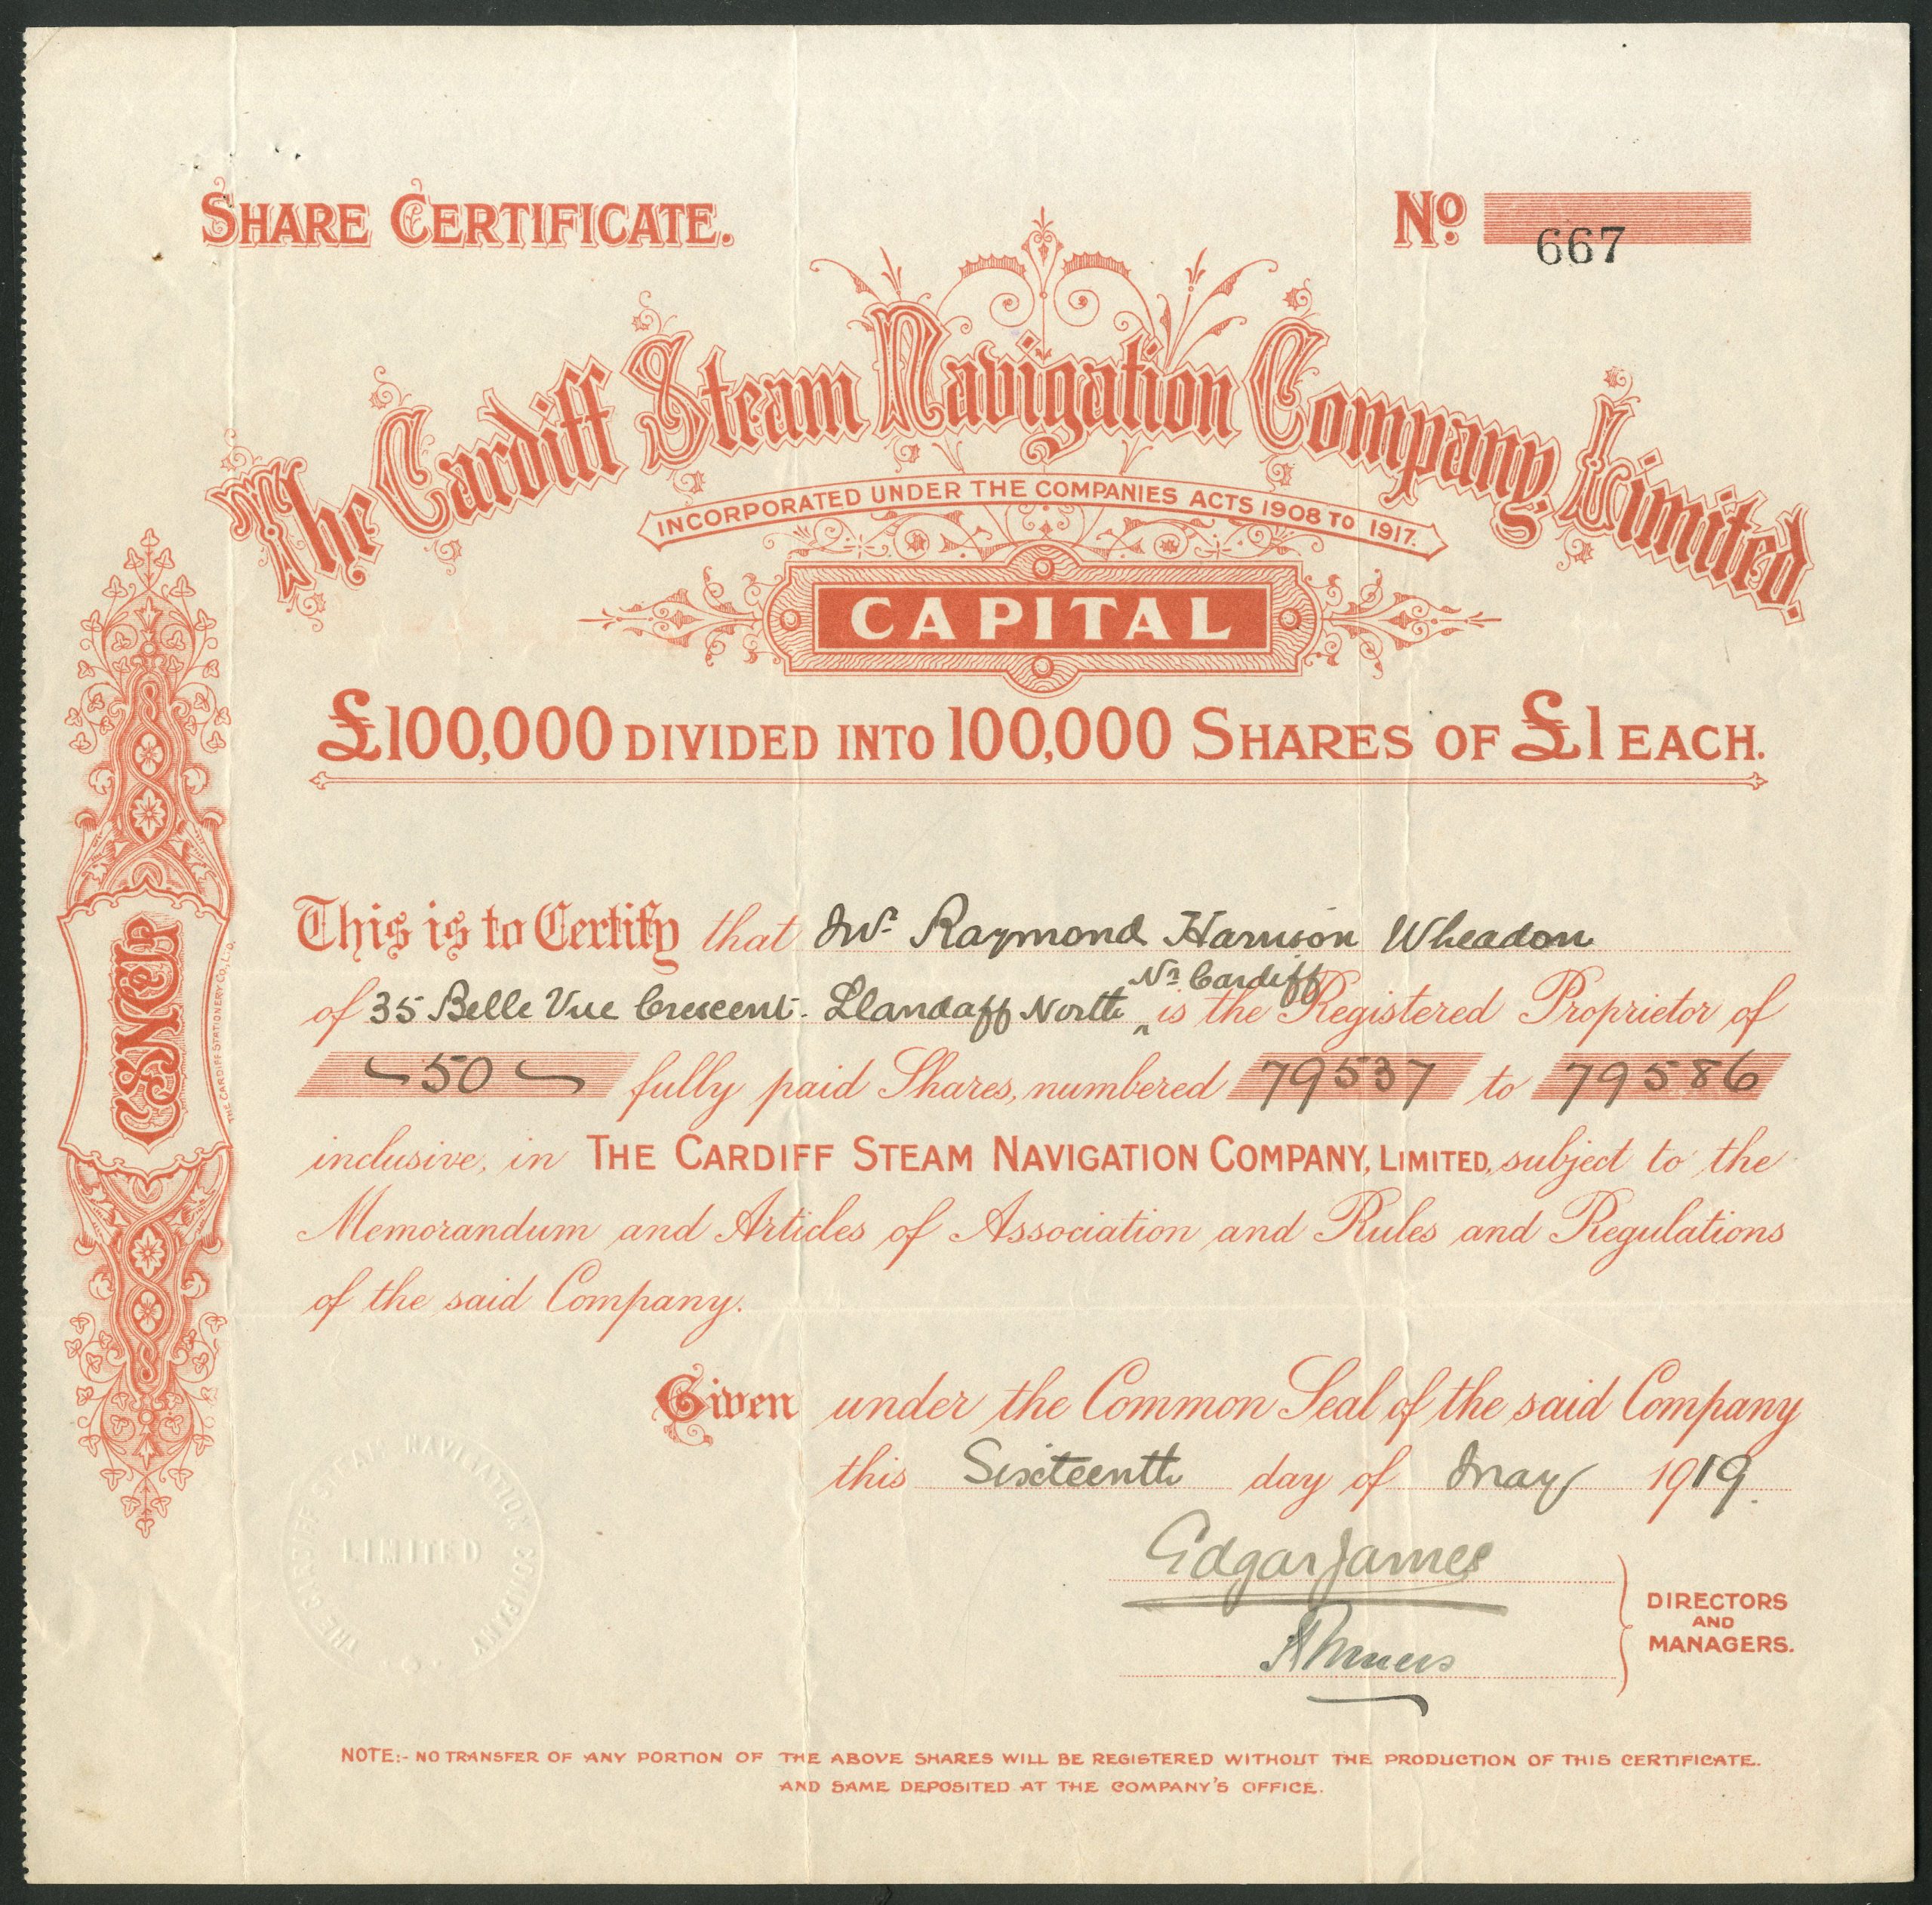 SHARE CERTIFICATE.
No. 667
The Cardiff Steam Navigation Company, Limited.
INCORPORATED UNDER THE COMPANIES ACTS 1908 TO 1917.
CAPITAL
£100,000 DIVIDED INTO 100,000 SHARES OF £1 EACH.
This is to Certify that Mr. Raymond Harrison Wheadon
Nr. Cardiff
of 35 Belle Vue Crescent. Llandaff North ^ is the Registered Proprietor of
50 fully paid Shares, numbered 79537 to 79586
inclusive, in THE CARDIFF STEAM NAVIGATION COMPANY, LIMITED, subject to the
Memorandum and Articles of Association and Rules and Regulations
of the said Company.
Given under the Common Seal of the said Company
this Sixteenth day of May 1919.
Edgar James
DIRECTORS
AND
MANAGERS.
THE CARDIFF STEAM NAVIGATION COMPANY
LIMITED
NOTE:- NO TRANSFER OF ANY PORTION OF THE ABOVE SHARES WILL BE REGISTERED WITHOUT THE PRODUCTION OF THIS CERTIFICATE.
AND SAME DEPOSITED AT THE COMPANY'S OFFICE.
THE CARDIFF STATIONERY CO., LTD.